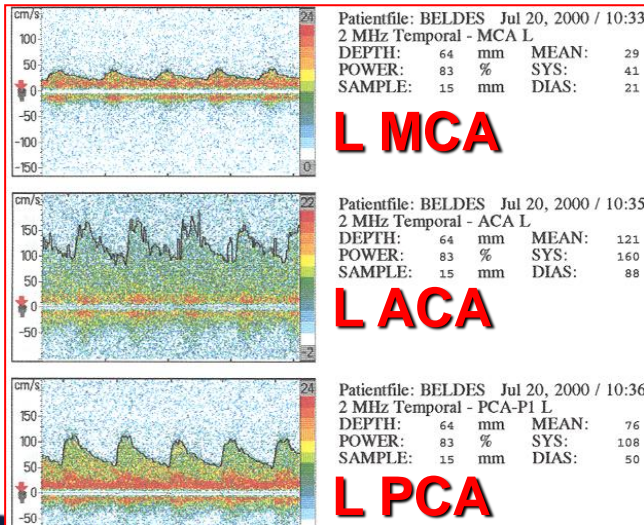 cm/s
24
100
50
0
-50
-100
-150
0
Patientfile: BELDES Jul 20, 2000 / 10:33
2 MHz Temporal - MCA L
DEPTH: 64 mm MEAN: 29
POWER: 83 % SYS: 41
SAMPLE: 15 mm DIAS: 21
L MCA
cm/s
22
150
100
50
0
-50
-2
Patientfile: BELDES Jul 20, 2000 / 10:35
2 MHz Temporal - ACA L
DEPTH: 64 mm MEAN: 121
POWER: 83 % SYS: 160
SAMPLE: 15 mm DIAS: 88
L ACA
cm/s
24
150
100
50
0
-50
Patientfile: BELDES Jul 20, 2000 / 10:36
2 MHz Temporal - PCA-P1 L
DEPTH: 64 mm MEAN: 76
POWER: 83 % SYS: 108
SAMPLE: 15 mm DIAS: 50
L PCA